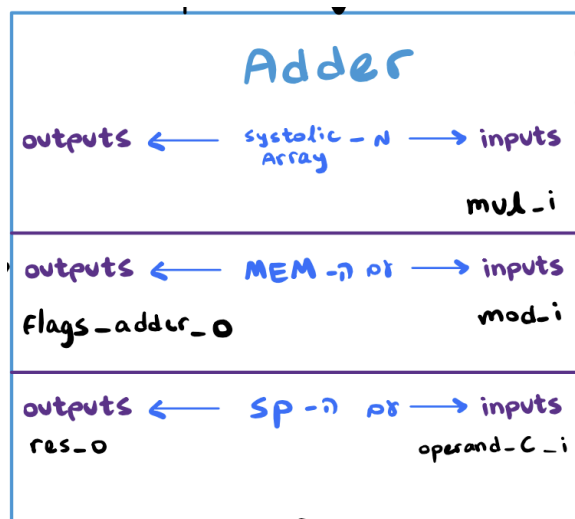 Adder
outputs ← מ-systolic → inputs
Array
mul_i
outputs ← עם ה-MEM → inputs
Flags_adder_o
mod_i
outputs ← עם ה-SP → inputs
res_o
operand_C_i